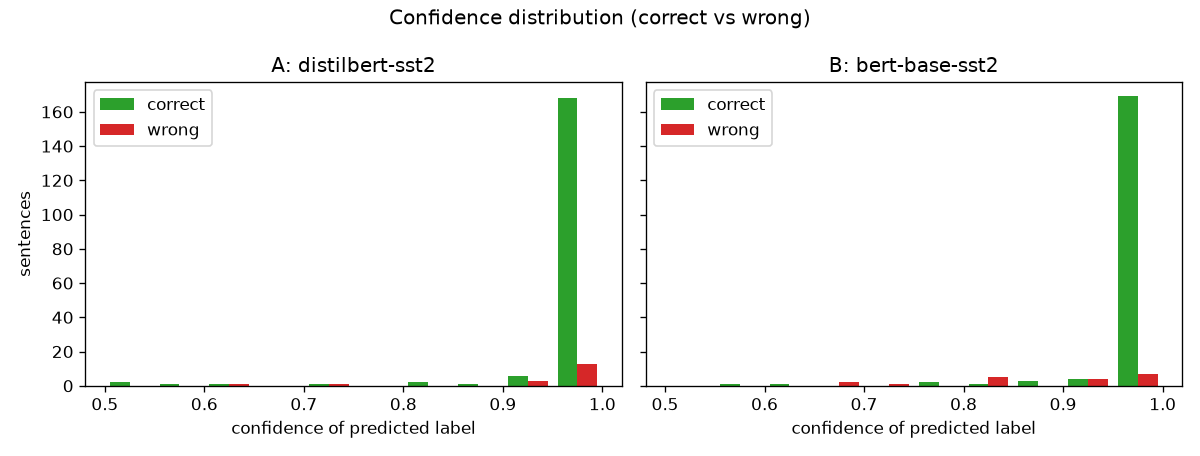 Confidence distribution (correct vs wrong)
A: distilbert-sst2
correct
wrong
160
140
120
100
80
60
40
20
0
sentences
0.5 0.6 0.7 0.8 0.9 1.0
confidence of predicted label
B: bert-base-sst2
correct
wrong
0.5 0.6 0.7 0.8 0.9 1.0
confidence of predicted label